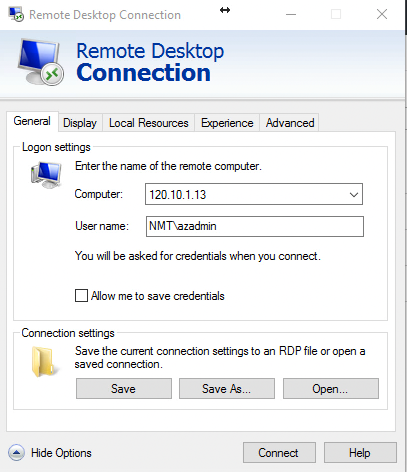 Remote Desktop Connection
Remote Desktop
Connection
General Display Local Resources Experience Advanced
Logon settings
Enter the name of the remote computer.
Computer: 120.10.1.13
User name: NMT\azadmin
You will be asked for credentials when you connect.
Allow me to save credentials
Connection settings
Save the current connection settings to an RDP file or open a
saved connection.
Save Save As... Open...
Hide Options Connect Help